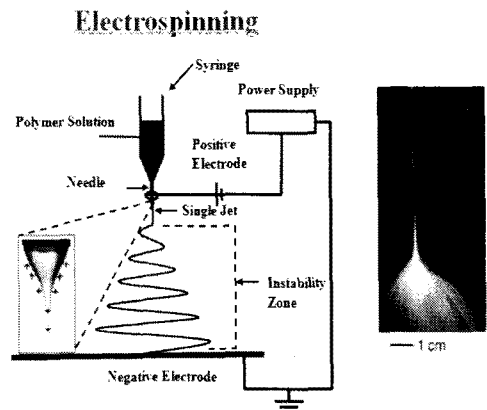 Electrospinning
Syringe
Power Supply
Polymer Solution
Positive
Electrode
Needle
Single Jet
Instability
Zone
1 cm
Negative Electrode